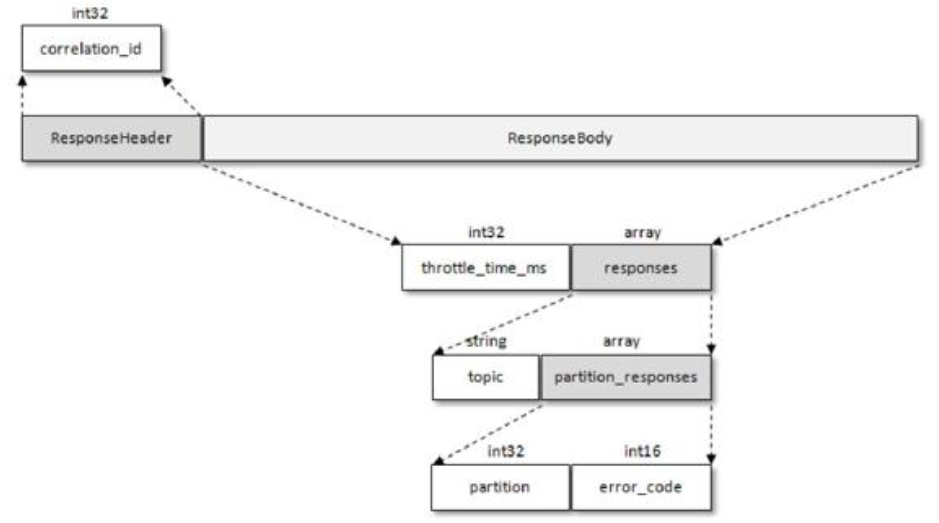 int32
correlation_id
ResponseHeader ResponseBody
int32 array
throttle_time_ms responses
string array
topic partition_responses
int32 int16
partition error_code